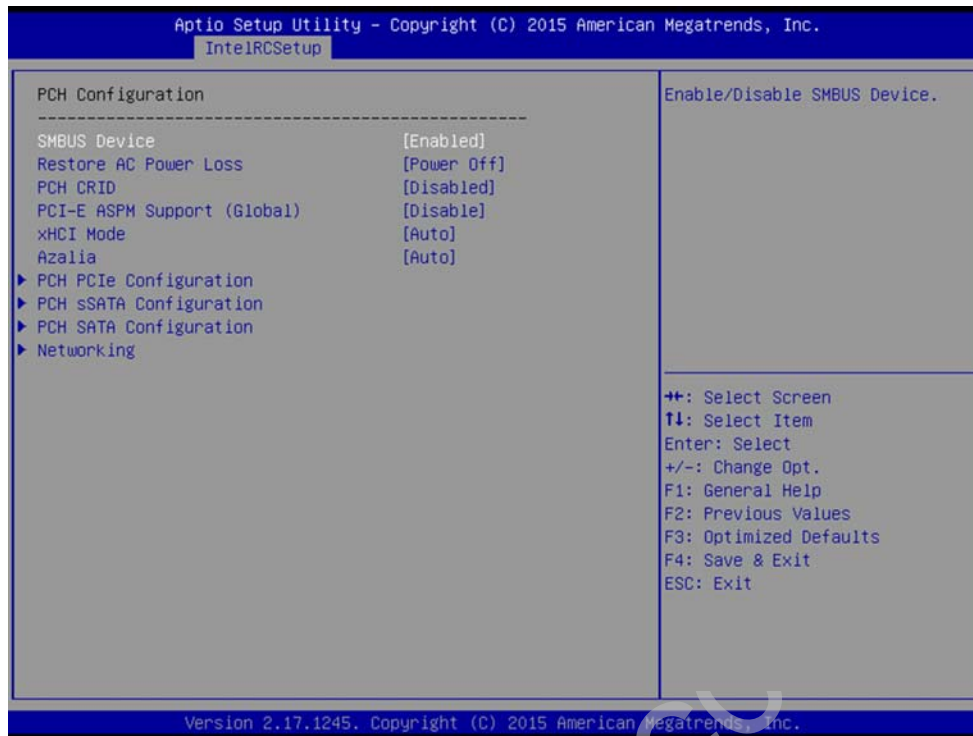 Aptio Setup Utility – Copyright (C) 2015 American Megatrends, Inc.
IntelRCSetup
PCH Configuration
--------------------------------------------------
SMBUS Device [Enabled]
Restore AC Power Loss [Power Off]
PCH CRID [Disabled]
PCI-E ASPM Support (Global) [Disable]
xHCI Mode [Auto]
Azalia [Auto]
PCH PCIe Configuration
PCH sSATA Configuration
PCH SATA Configuration
Networking
Enable/Disable SMBUS Device.
→←: Select Screen
↑↓: Select Item
Enter: Select
+/-: Change Opt.
F1: General Help
F2: Previous Values
F3: Optimized Defaults
F4: Save & Exit
ESC: Exit
Version 2.17.1245. Copyright (C) 2015 American Megatrends, Inc.